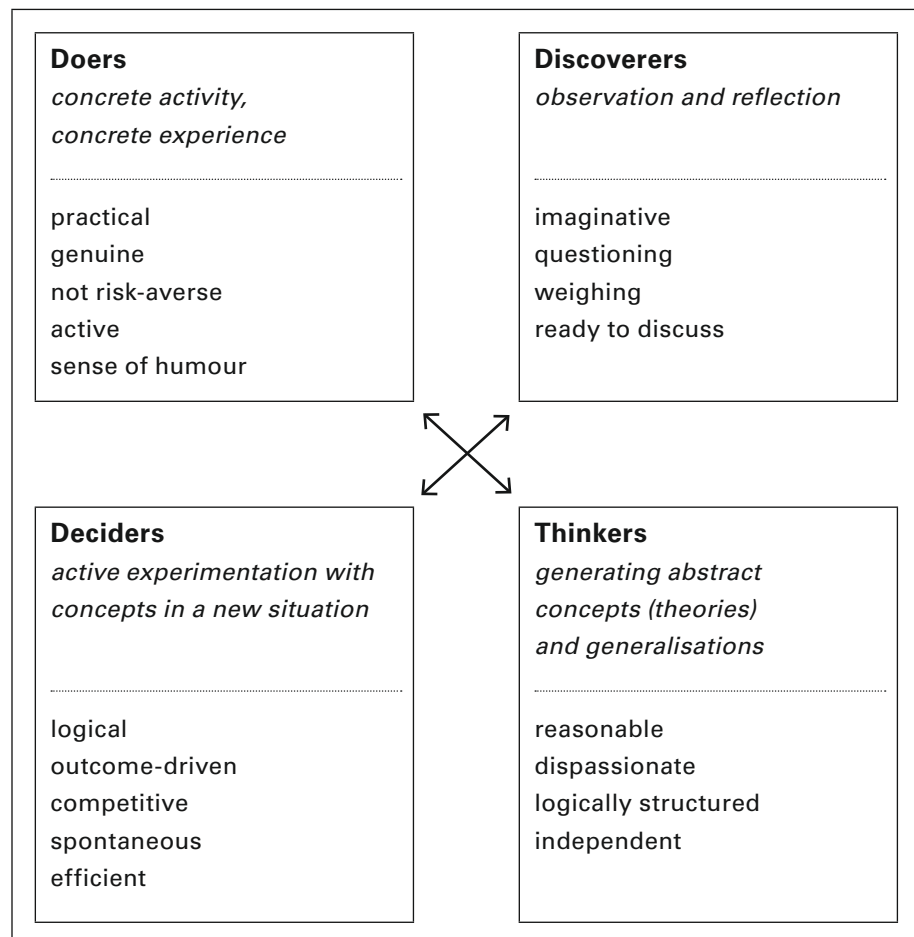 Doers
concrete activity,
concrete experience
practical
genuine
not risk-averse
active
sense of humour
Discoverers
observation and reflection
imaginative
questioning
weighing
ready to discuss
Deciders
active experimentation with
concepts in a new situation
logical
outcome-driven
competitive
spontaneous
efficient
Thinkers
generating abstract
concepts (theories)
and generalisations
reasonable
dispassionate
logically structured
independent